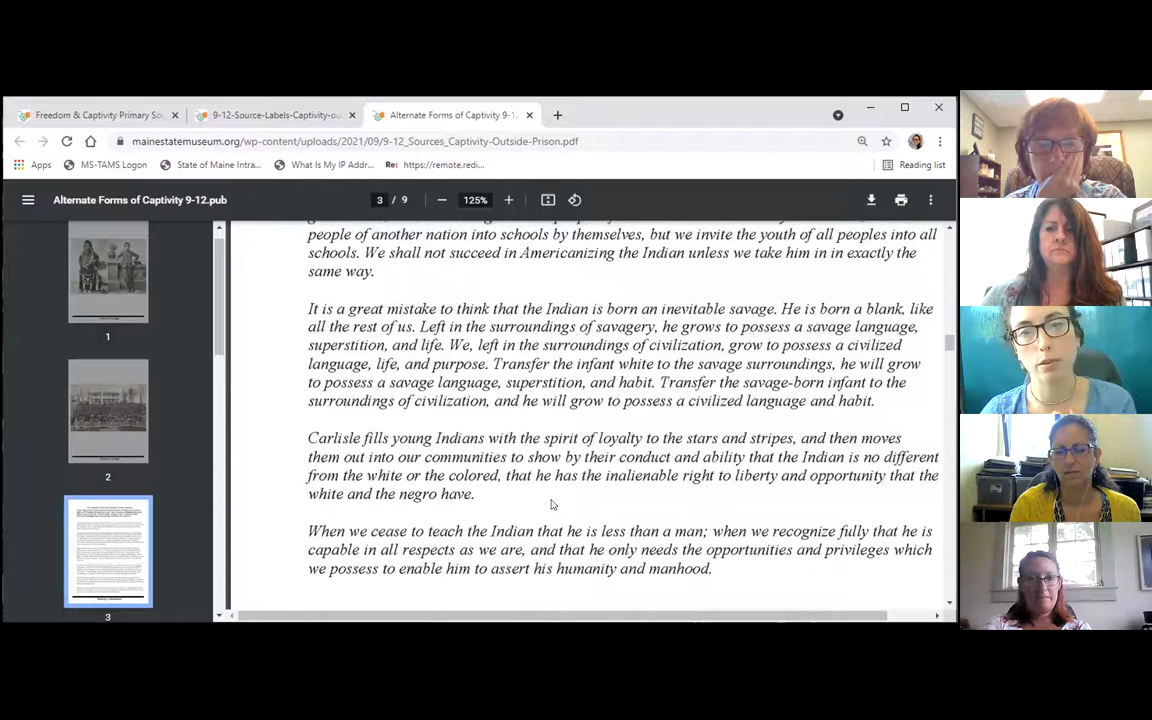 Freedom & Captivity Primary So
9-12-Source-Labels-Captivity-ou
Alternate Forms of Captivity 9-1
mainestatemuseum.org/wp-content/uploads/2021/09/9-12_Sources_Captivity-Outside-Prison.pdf
Apps MS-TAMS Logon State of Maine Intra... What Is My IP Addr... Re: https://remote.redi... Reading list
Alternate Forms of Captivity 9-12.pub 3 / 9 125%
people of another nation into schools by themselves, but we invite the youth of all peoples into all
schools. We shall not succeed in Americanizing the Indian unless we take him in in exactly the
same way.
It is a great mistake to think that the Indian is born an inevitable savage. He is born a blank, like
all the rest of us. Left in the surroundings of savagery, he grows to possess a savage language,
superstition, and life. We, left in the surroundings of civilization, grow to possess a civilized
language, life, and purpose. Transfer the infant white to the savage surroundings, he will grow
to possess a savage language, superstition, and habit. Transfer the savage-born infant to the
surroundings of civilization, and he will grow to possess a civilized language and habit.
Carlisle fills young Indians with the spirit of loyalty to the stars and stripes, and then moves
them out into our communities to show by their conduct and ability that the Indian is no different
from the white or the colored, that he has the inalienable right to liberty and opportunity that the
white and the negro have.
When we cease to teach the Indian that he is less than a man; when we recognize fully that he is
capable in all respects as we are, and that he only needs the opportunities and privileges which
we possess to enable him to assert his humanity and manhood.
1
2
3